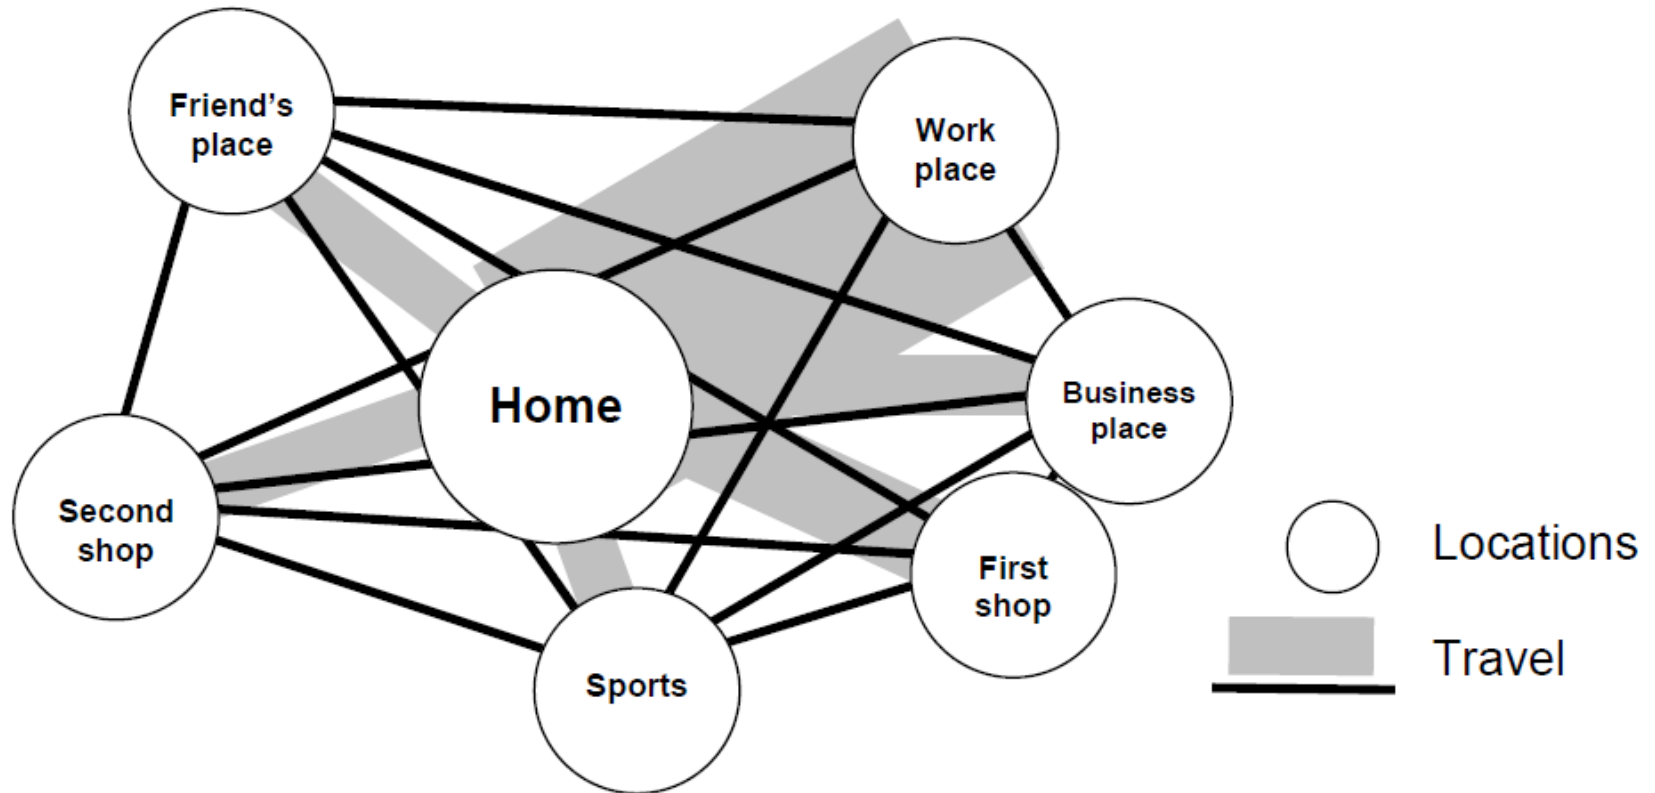 Friend's
place
Work
place
Home
Business
place
Second
shop
First
shop
Sports
Locations
Travel